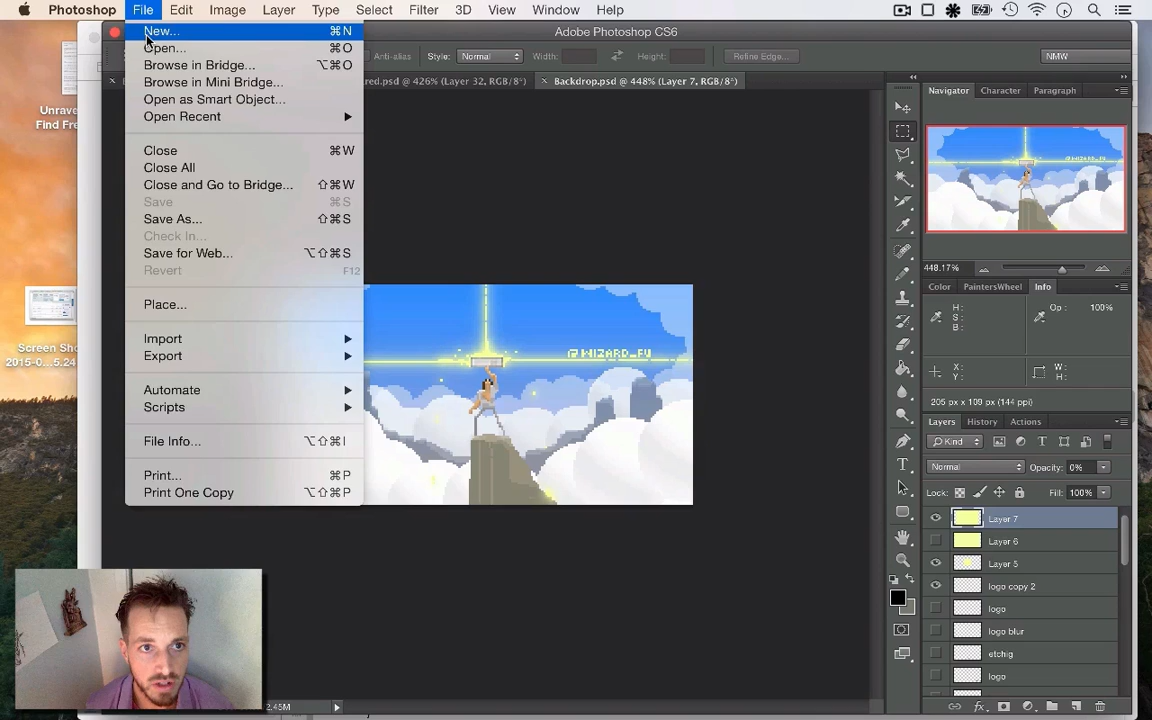 Photoshop File Edit Image Layer Type Select Filter 3D View Window Help
Adobe Photoshop CS6
Anti-alias Style: Normal Width: Height: Refine Edge... NMW
red.psd @ 426% (Layer 32, RGB/8*) × Backdrop.psd @ 448% (Layer 7, RGB/8*)
New... ⌘N
Open... ⌘O
Browse in Bridge... ⌥⌘O
Browse in Mini Bridge...
Open as Smart Object...
Open Recent
Close ⌘W
Close All
Close and Go to Bridge... ⇧⌘W
Save ⌘S
Save As... ⇧⌘S
Check In...
Save for Web... ⌥⇧⌘S
Revert F12
Place...
Import
Export
Automate
Scripts
File Info... ⌥⇧⌘I
Print... ⌘P
Print One Copy ⌥⇧⌘P
Unrave
Find Fre
Screen Sho
2015-0...5.24
@WIZARD_FU
2.45M
Navigator Character Paragraph
448.17%
Color PaintersWheel Info
H: Op: 100%
S:
B:
X: W:
Y: H:
205 px x 109 px (144 ppi)
Layers History Actions
Kind
Normal Opacity: 0%
Lock: Fill: 100%
Layer 7
Layer 6
Layer 5
logo copy 2
logo
logo blur
etchig
logo